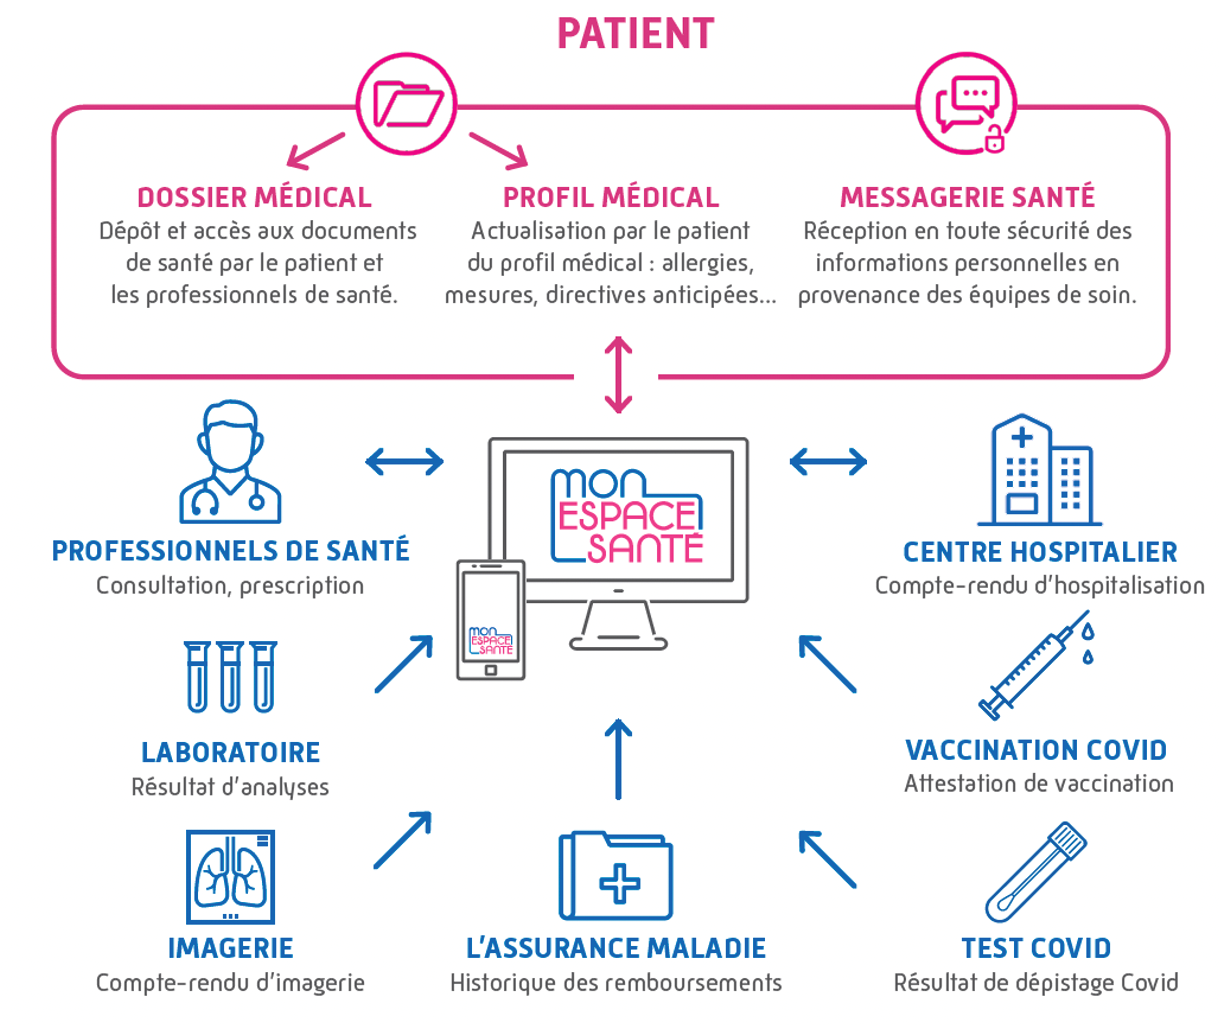 PATIENT
DOSSIER MÉDICAL
Dépôt et accès aux documents
de santé par le patient et
les professionnels de santé.
PROFIL MÉDICAL
Actualisation par le patient
du profil médical : allergies,
mesures, directives anticipées...
MESSAGERIE SANTÉ
Réception en toute sécurité des
informations personnelles en
provenance des équipes de soin.
mon
ESPACE
SANTÉ
mon
ESPACE
SANTÉ
PROFESSIONNELS DE SANTÉ
Consultation, prescription
CENTRE HOSPITALIER
Compte-rendu d'hospitalisation
LABORATOIRE
Résultat d'analyses
VACCINATION COVID
Attestation de vaccination
IMAGERIE
Compte-rendu d'imagerie
L'ASSURANCE MALADIE
Historique des remboursements
TEST COVID
Résultat de dépistage Covid